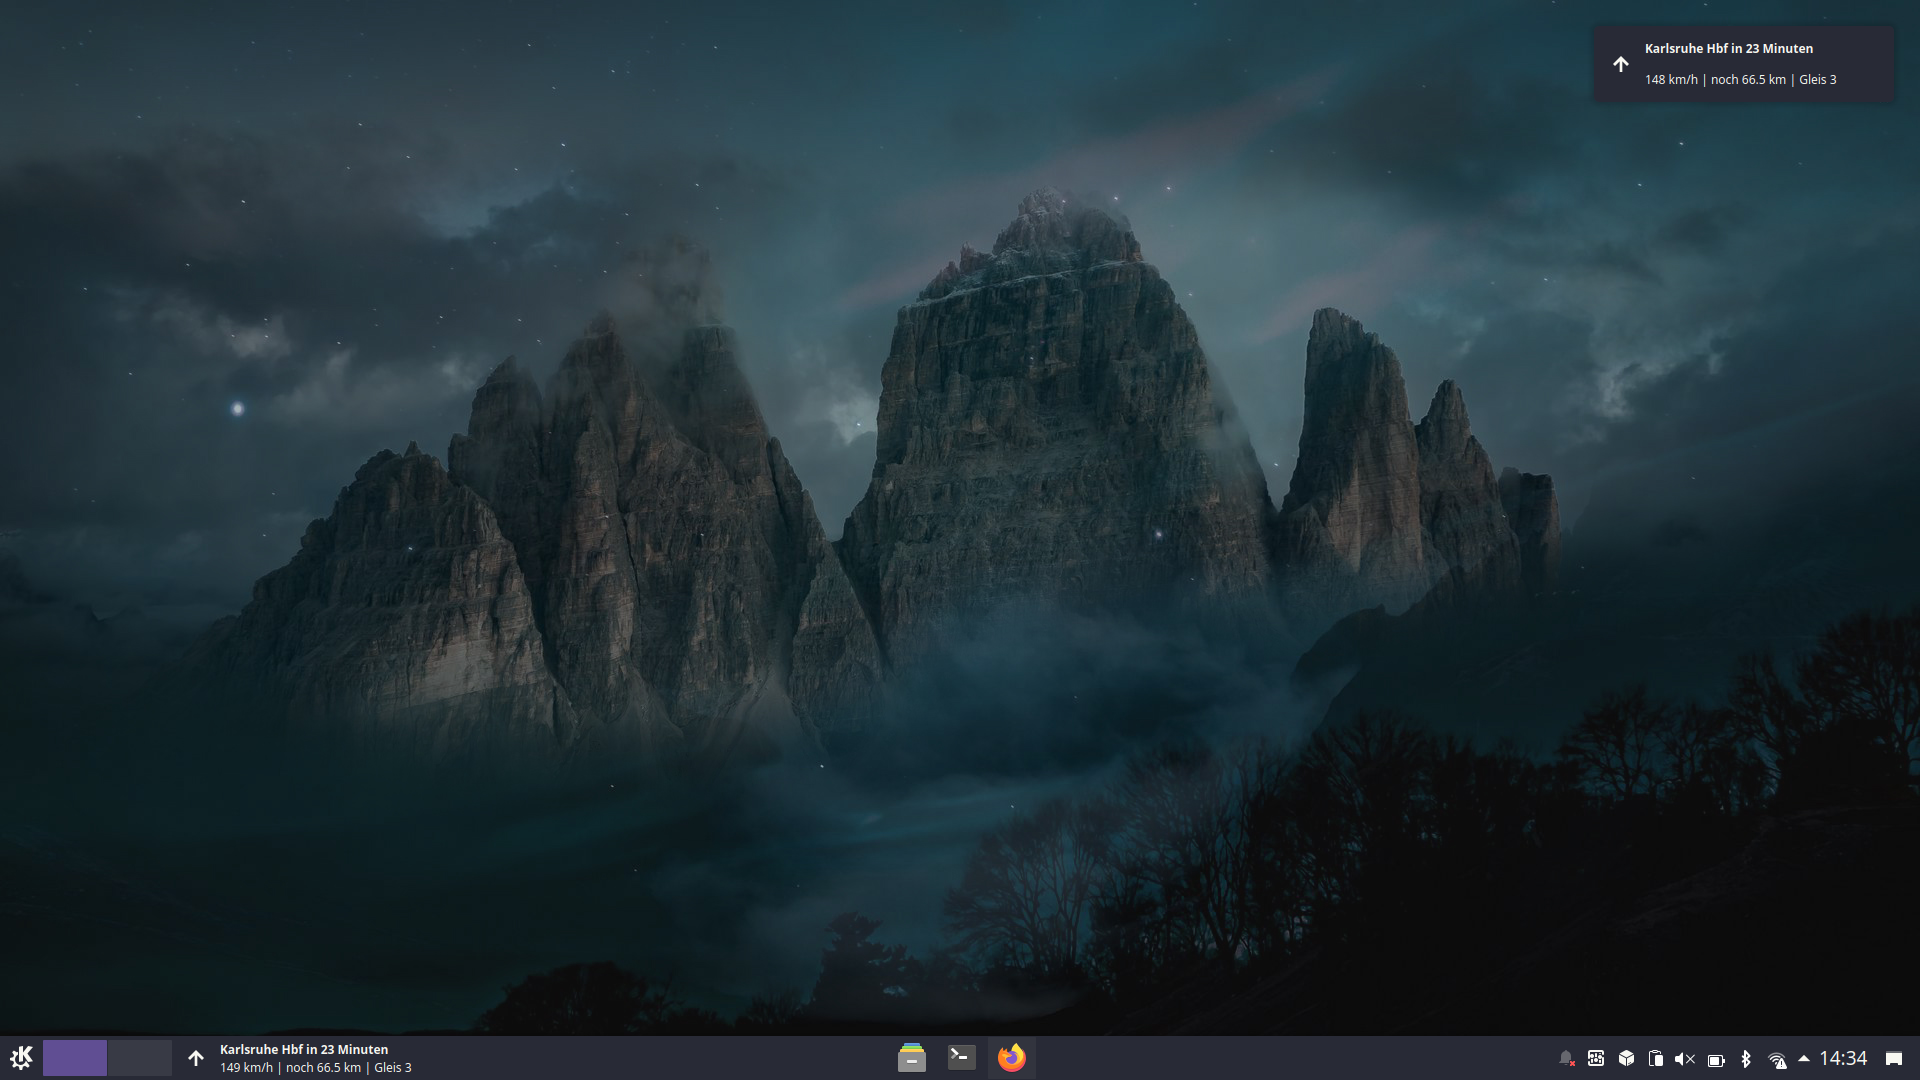 Karlsruhe Hbf in 23 Minuten
148 km/h | noch 66.5 km | Gleis 3
Karlsruhe Hbf in 23 Minuten
149 km/h | noch 66.5 km | Gleis 3
14:34